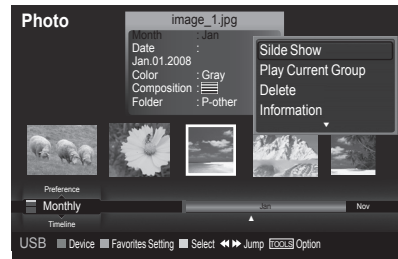 Photo
image_1.jpg
Month : Jan
Date :
Jan.01.2008
Color : Gray
Composition :
Folder : P-other
Silde Show
Play Current Group
Delete
Information
Preference
Monthly
Jan
Nov
Timeline
USB Device Favorites Setting Select Jump TOOLS Option